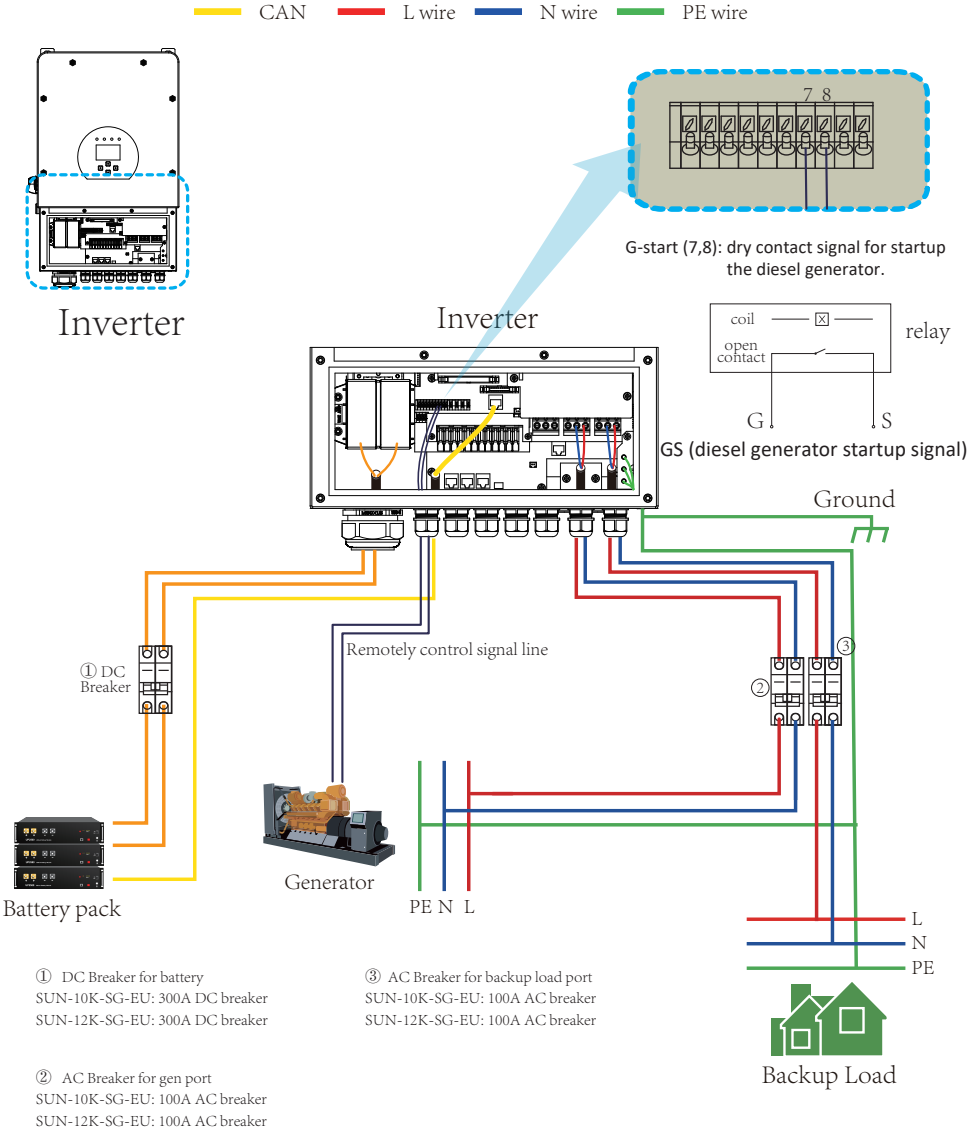 CAN L wire N wire PE wire
7 8
G-start (7,8): dry contact signal for startup
the diesel generator.
Inverter
Inverter
coil
open
contact
relay
G S
GS (diesel generator startup signal)
Ground
Remotely control signal line
① DC
Breaker
②
③
Generator
Battery pack
PE N L
L
N
PE
Backup Load
① DC Breaker for battery
SUN-10K-SG-EU: 300A DC breaker
SUN-12K-SG-EU: 300A DC breaker
② AC Breaker for gen port
SUN-10K-SG-EU: 100A AC breaker
SUN-12K-SG-EU: 100A AC breaker
③ AC Breaker for backup load port
SUN-10K-SG-EU: 100A AC breaker
SUN-12K-SG-EU: 100A AC breaker